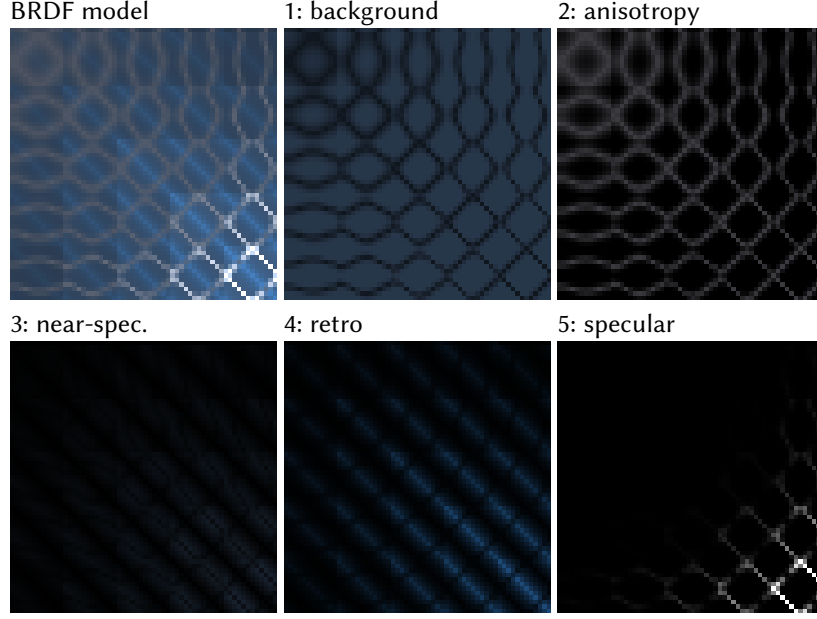 BRDF model
1: background
2: anisotropy
3: near-spec.
4: retro
5: specular